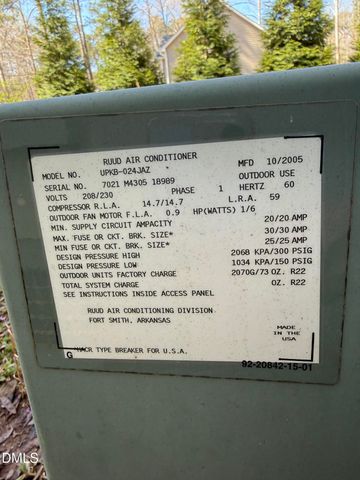 RUUD AIR CONDITIONER
MODEL NO. UPKB-024JAZ MFD 10/2005
SERIAL NO. 7021 M4305 18989 OUTDOOR USE
VOLTS 208/230 PHASE 1 HERTZ 60
COMPRESSOR R.L.A. 14.7/14.7 L.R.A. 59
OUTDOOR FAN MOTOR F.L.A. 0.9 HP(WATTS) 1/6
MIN. SUPPLY CIRCUIT AMPACITY 20/20 AMP
MAX. FUSE OR CKT. BRK. SIZE* 30/30 AMP
MIN FUSE OR CKT. BRK. SIZE* 25/25 AMP
DESIGN PRESSURE HIGH 2068 KPA/300 PSIG
DESIGN PRESSURE LOW 1034 KPA/150 PSIG
OUTDOOR UNITS FACTORY CHARGE 2070G/73 OZ. R22
TOTAL SYSTEM CHARGE OZ. R22
SEE INSTRUCTIONS INSIDE ACCESS PANEL
RUUD AIR CONDITIONING DIVISION
FORT SMITH, ARKANSAS
MADE
IN THE
USA
G *HACR TYPE BREAKER FOR U.S.A.
92-20842-15-01
DMLS